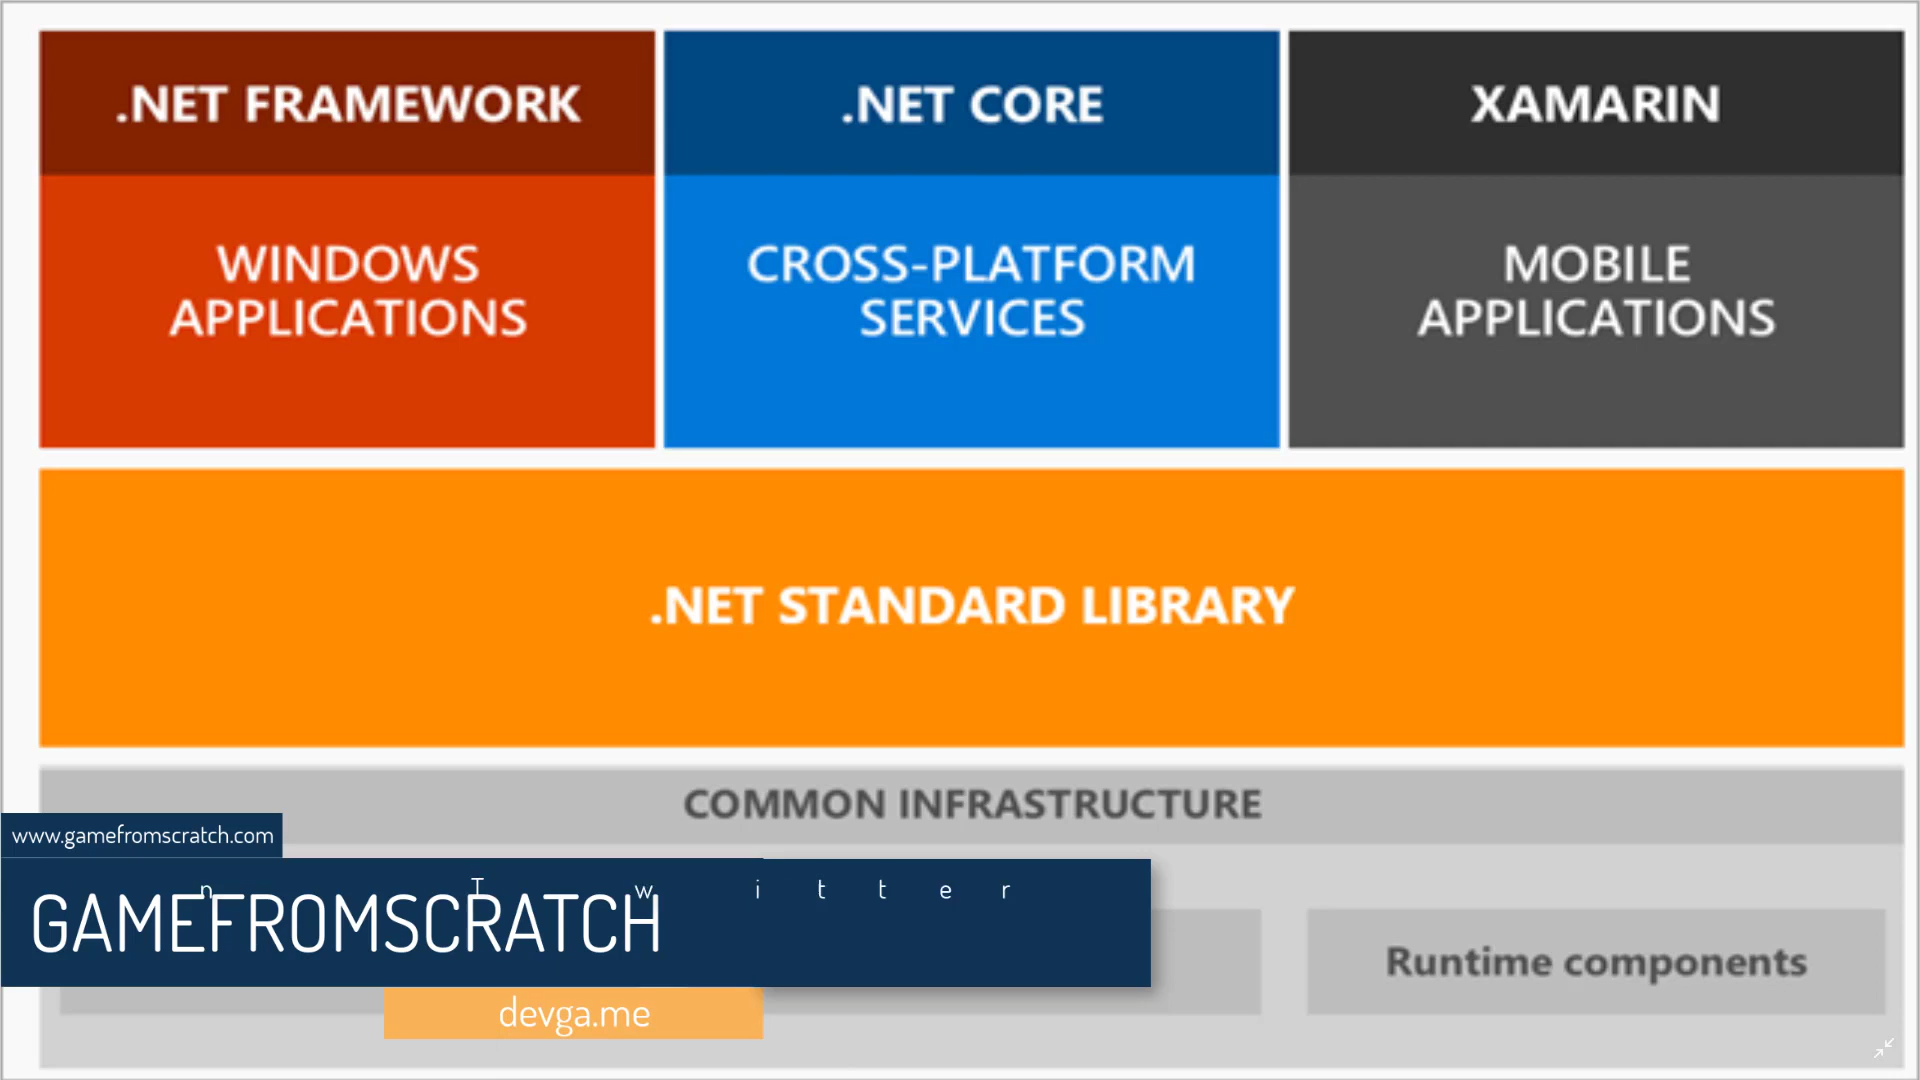 .NET FRAMEWORK
WINDOWS
APPLICATIONS
.NET CORE
CROSS-PLATFORM
SERVICES
XAMARIN
MOBILE
APPLICATIONS
.NET STANDARD LIBRARY
COMMON INFRASTRUCTURE
Runtime components
www.gamefromscratch.com
n T w i t t e r
GAMEFROMSCRATCH
devga.me